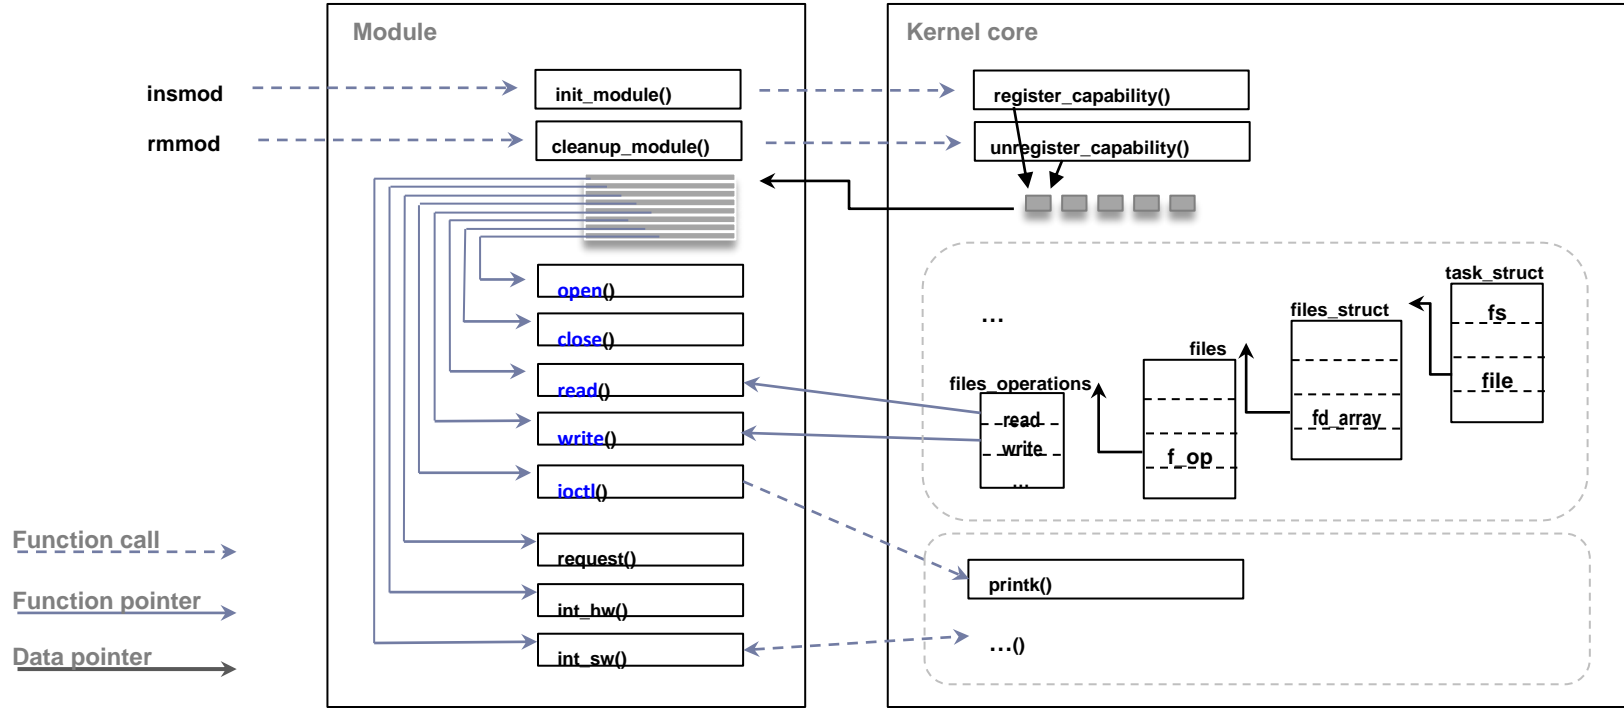 Module
Kernel core
insmod
init_module()
register_capability()
rmmod
cleanup_module()
unregister_capability()
open()
close()
read()
write()
ioctl()
request()
int_hw()
int_sw()
task_struct
fs
file
files_struct
fd_array
files
f_op
...
files_operations
read
write
...
printk()
...()
Function call
Function pointer
Data pointer